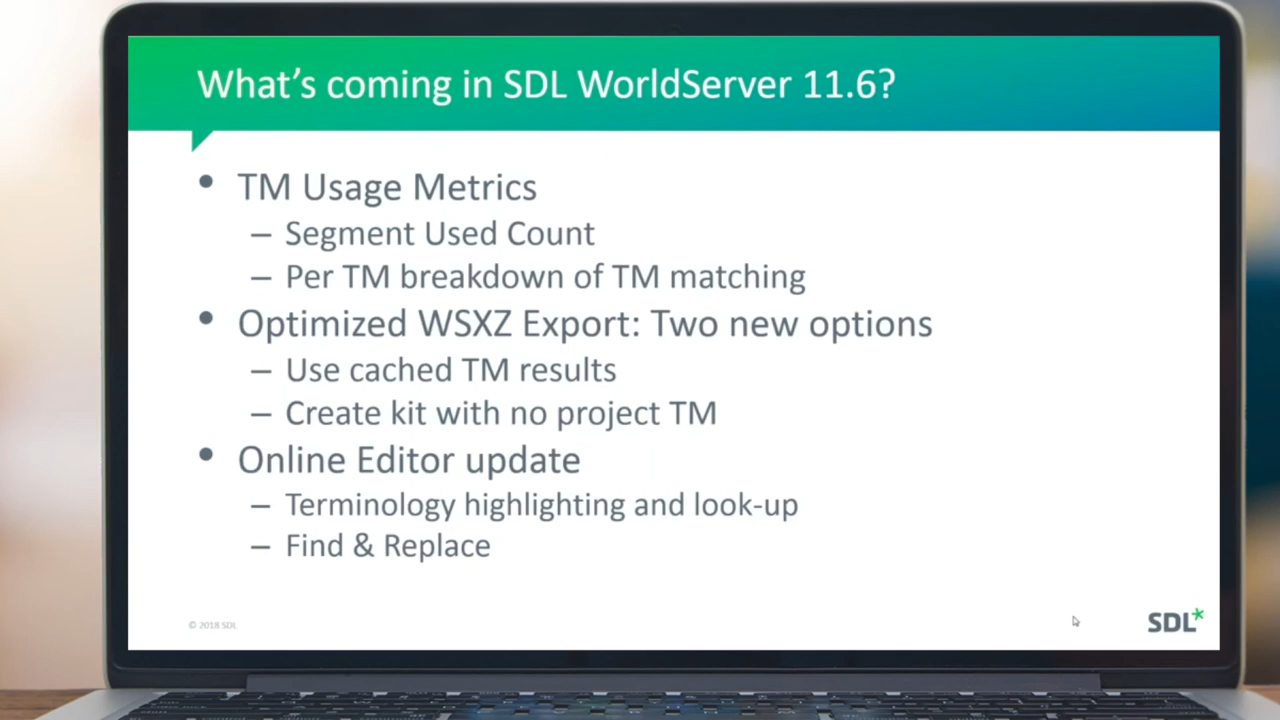 What's coming in SDL WorldServer 11.6?
• TM Usage Metrics
– Segment Used Count
– Per TM breakdown of TM matching
• Optimized WSXZ Export: Two new options
– Use cached TM results
– Create kit with no project TM
• Online Editor update
– Terminology highlighting and look-up
– Find & Replace
© 2018 SDL
SDL*